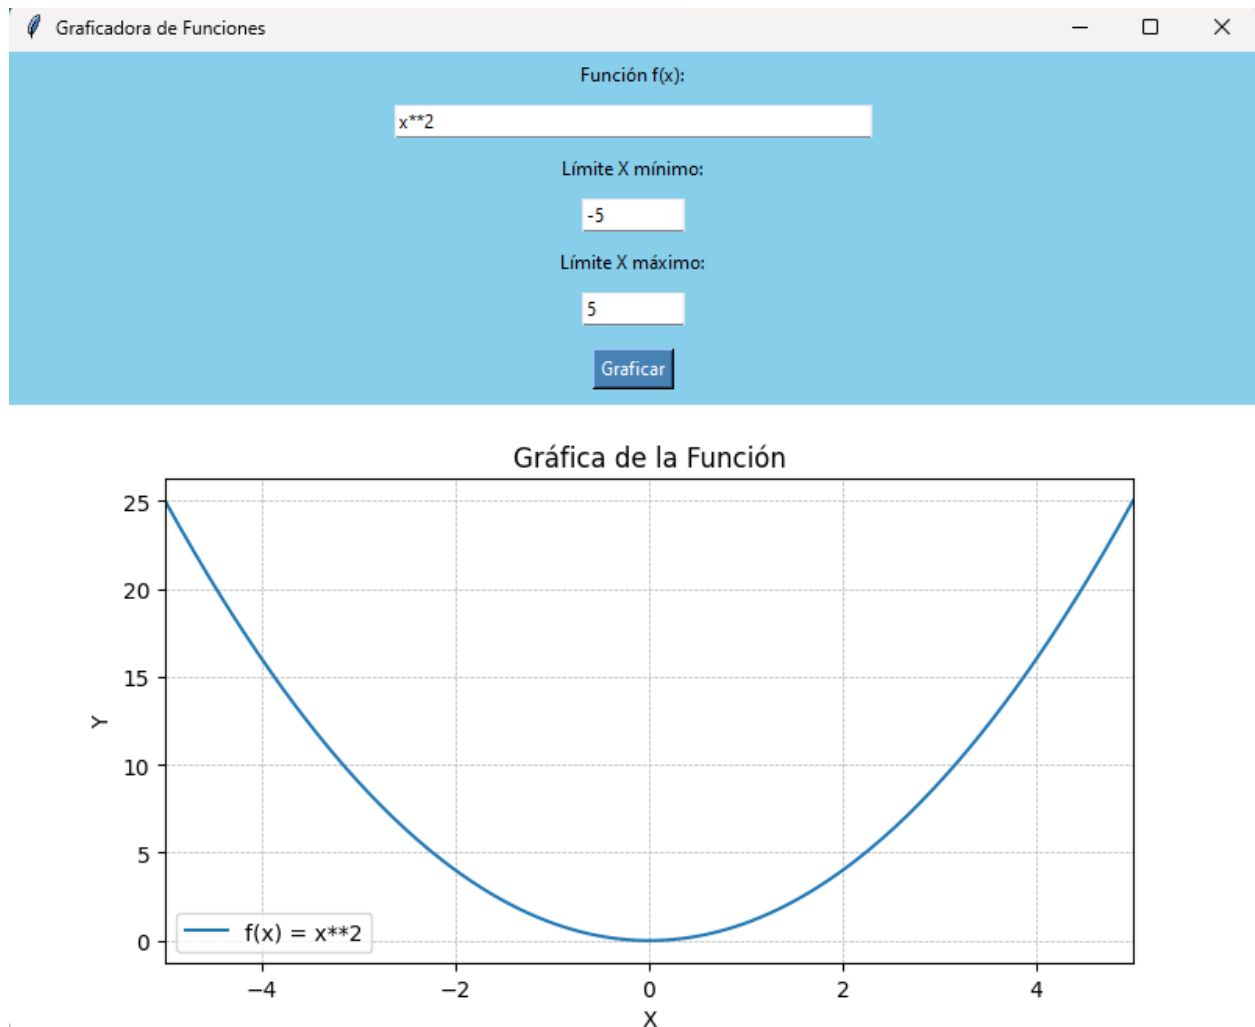 Graficadora de Funciones
Función f(x):
x**2
Límite X mínimo:
-5
Límite X máximo:
5
Graficar
Gráfica de la Función
25
20
15
10
5
0
Y
f(x) = x**2
−4 −2 0 2 4
X